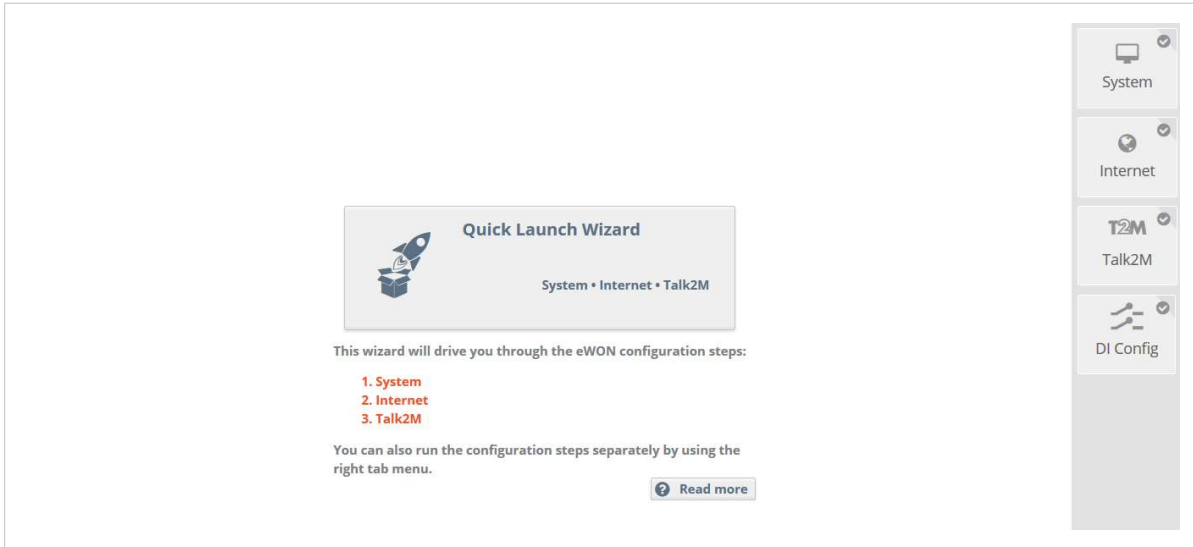 Quick Launch Wizard
System • Internet • Talk2M
This wizard will drive you through the eWON configuration steps:
1. System
2. Internet
3. Talk2M
You can also run the configuration steps separately by using the
right tab menu.
Read more
System
Internet
T2M
Talk2M
DI Config